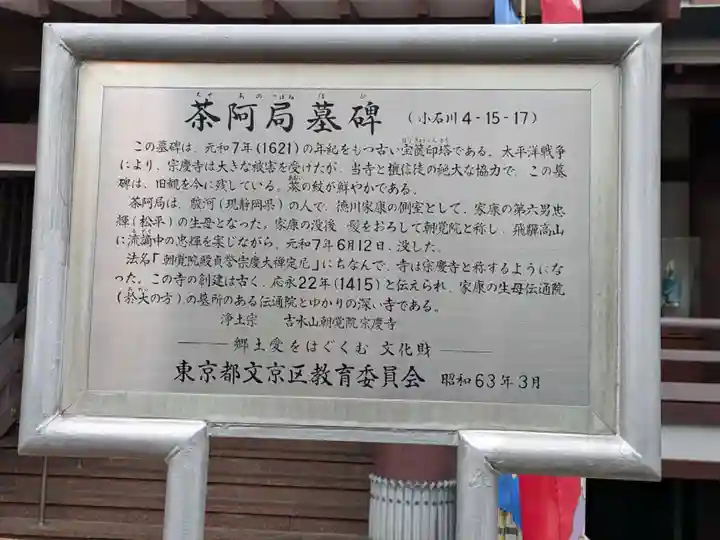 ちゃあのつぼねぼひ
茶阿局墓碑 (小石川4-15-17)
この墓碑は、元和7年(1621)の年紀をもつ古い宝篋印塔である。太平洋戦争
により、宗慶寺は大きな被害を受けたが、当寺と檀信徒の絶大な協力で、この墓
碑は、旧観を今に残している。葵の紋が鮮やかである。
茶阿局は、駿河(現静岡県)の人で、徳川家康の側室として、家康の第六男忠
輝(松平)の生母となった。家康の没後 髪をおろして朝覚院と称し、飛騨高山
に流謫中の忠輝を案じながら、元和7年6月12日、没した。
法名「朝覚院殿貞誉宗慶大禅定尼」にちなんで、寺は宗慶寺と称するようにな
った。この寺の創建は古く、応永22年(1415)と伝えられ、家康の生母伝通院
(於大の方)の墓所のある伝通院とゆかりの深い寺である。
浄土宗 吉水山朝覚院宗慶寺
郷土愛をはぐくむ 文化財
東京都文京区教育委員会 昭和63年3月